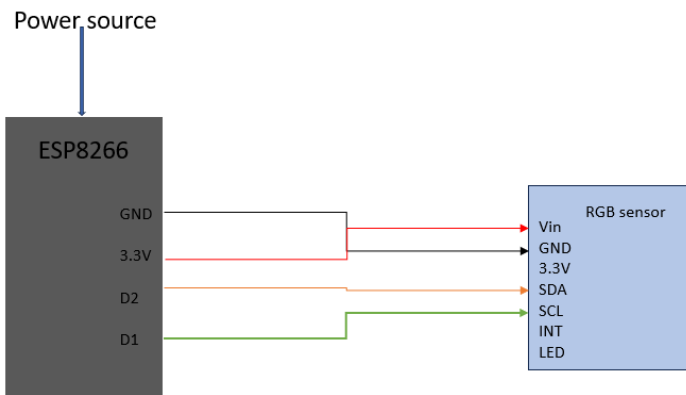 Power source
ESP8266
GND
3.3V
D2
D1
RGB sensor
Vin
GND
3.3V
SDA
SCL
INT
LED